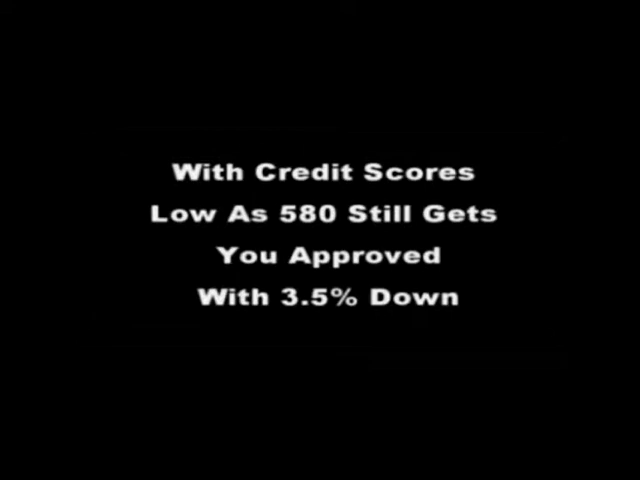 With Credit Scores
Low As 580 Still Gets
You Approved
With 3.5% Down